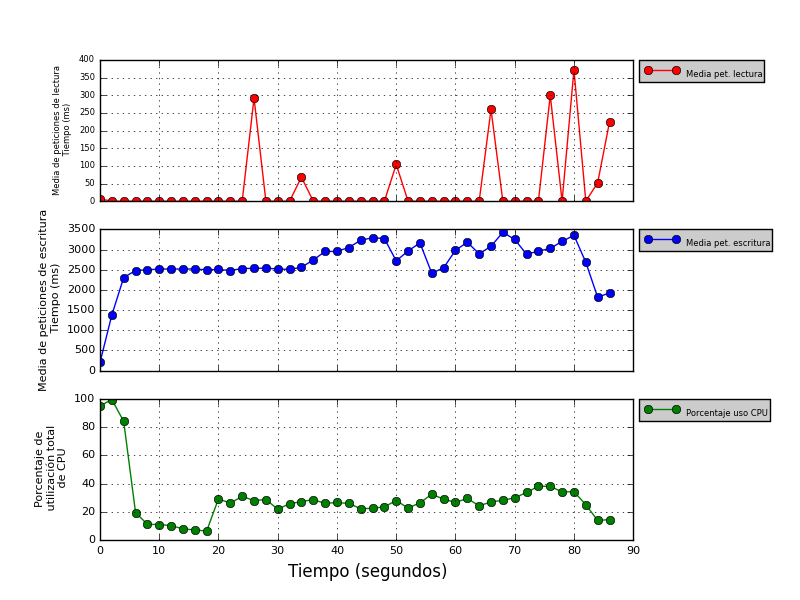 400
350
300
250
200
150
100
50
0
Media de peticiones de lectura
Tiempo (ms)
Media pet. lectura
3500
3000
2500
2000
1500
1000
500
0
Media de peticiones de escritura
Tiempo (ms)
Media pet. escritura
100
80
60
40
20
0
Porcentaje de
utilización total
de CPU
Porcentaje uso CPU
0 10 20 30 40 50 60 70 80 90
Tiempo (segundos)